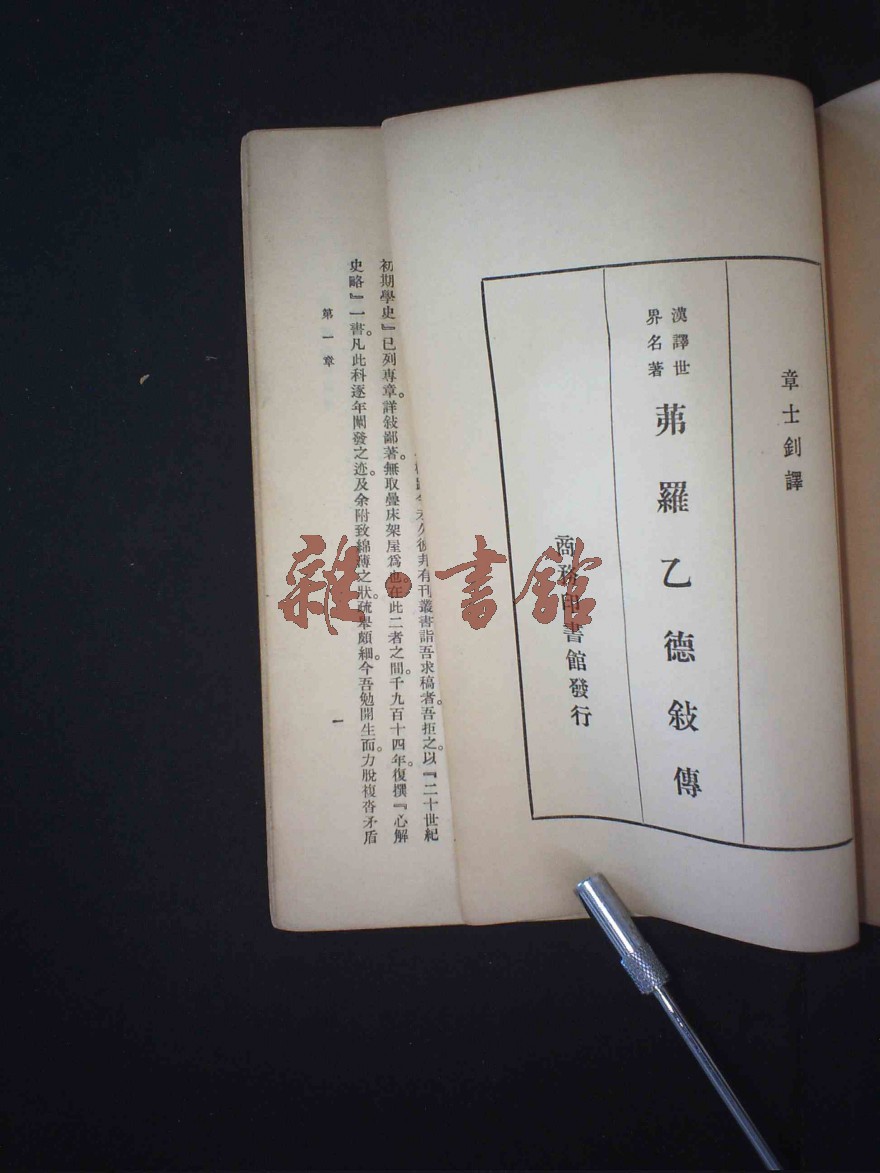 章士釗譯
漢譯世
界名著
茀羅乙德敍傳
商務印書館發行
有刊叢書詣吾求稿者。吾拒之。以『二十世紀
初期學史』已列專章。詳敍鄙著。無取疊床架屋爲也。在此二者之間。千九百十四年。復撰『心解
史略』一書。凡此科逐年闡發之迹。及余附致綿薄之狀。疏舉頗細。今吾勉開生面。力脫複沓矛盾
第一章
一
雜·書館